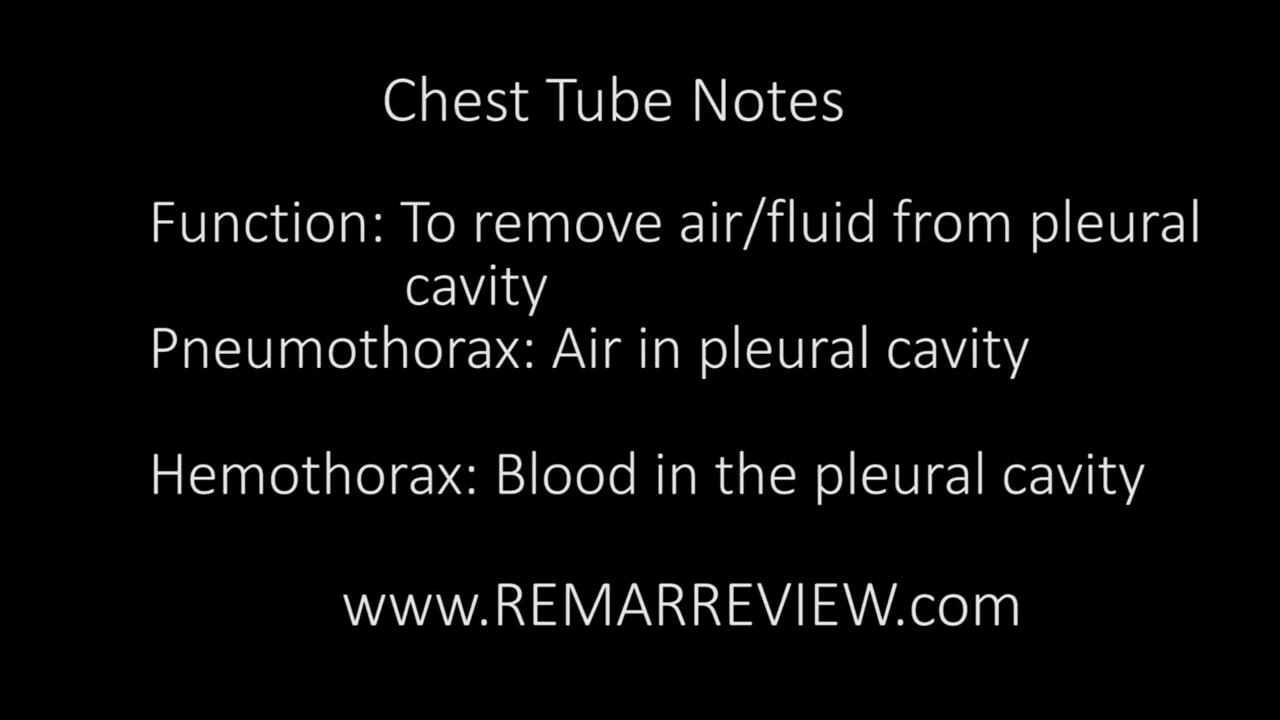 Chest Tube Notes
Function: To remove air/fluid from pleural
cavity
Pneumothorax: Air in pleural cavity
Hemothorax: Blood in the pleural cavity
www.REMARREVIEW.com